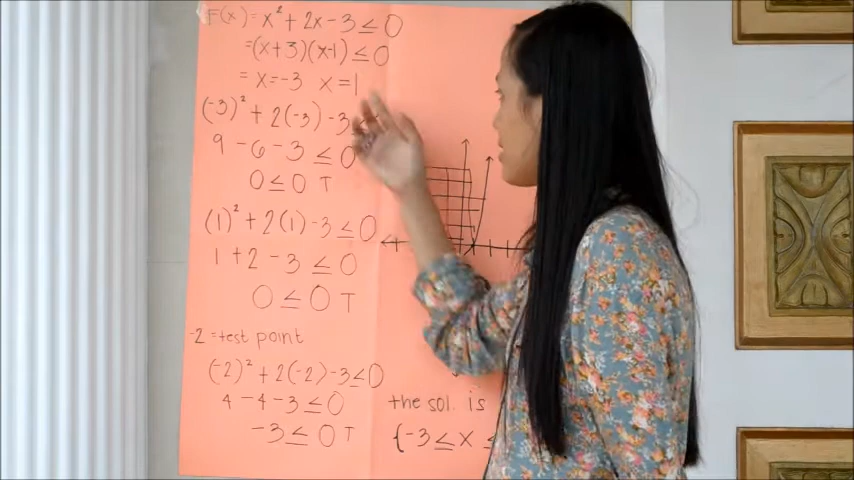 F(x) = x² + 2x - 3 ≤ 0
= (x+3)(x-1) ≤ 0
= x = -3 x = 1
(-3)² + 2(-3) - 3
9 - 6 - 3 ≤ 0
0 ≤ 0 T
(1)² + 2(1) - 3 ≤ 0
1 + 2 - 3 ≤ 0
0 ≤ 0 T
-2 = test point
(-2)² + 2(-2) - 3 ≤ 0
4 - 4 - 3 ≤ 0
-3 ≤ 0 T
the sol. is
{-3 ≤ x ≤